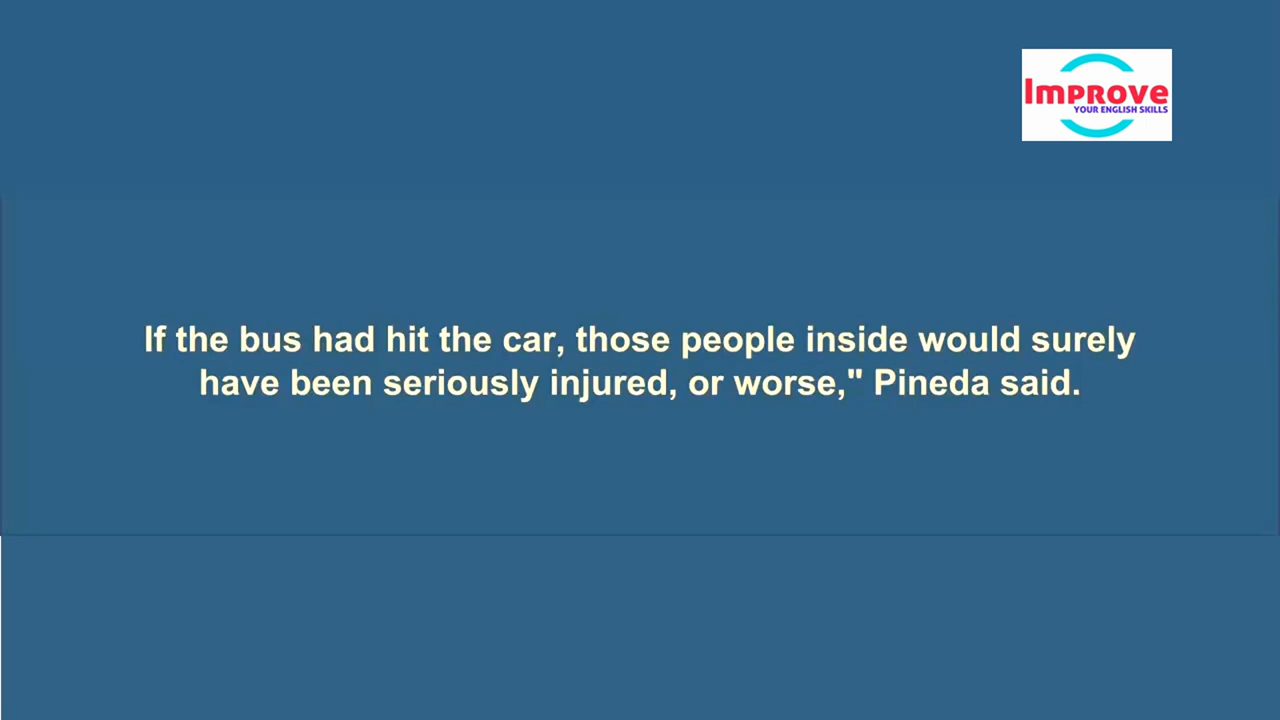 Improve
YOUR ENGLISH SKILLS
If the bus had hit the car, those people inside would surely
have been seriously injured, or worse," Pineda said.